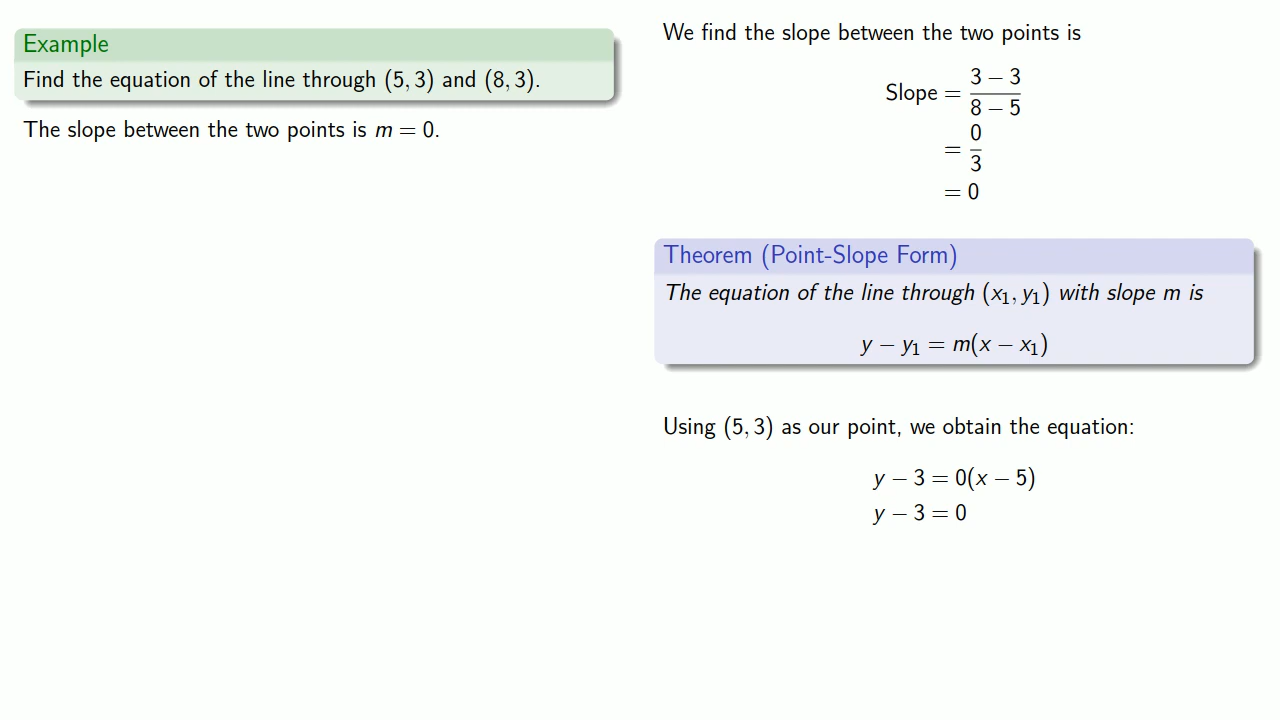 Example
Find the equation of the line through (5, 3) and (8, 3).
The slope between the two points is m = 0.
We find the slope between the two points is
Slope = \frac{3 − 3}{8 − 5}
= \frac{0}{3}
= 0
Theorem (Point-Slope Form)
The equation of the line through (x₁, y₁) with slope m is
y − y₁ = m(x − x₁)
Using (5, 3) as our point, we obtain the equation:
y − 3 = 0(x − 5)
y − 3 = 0